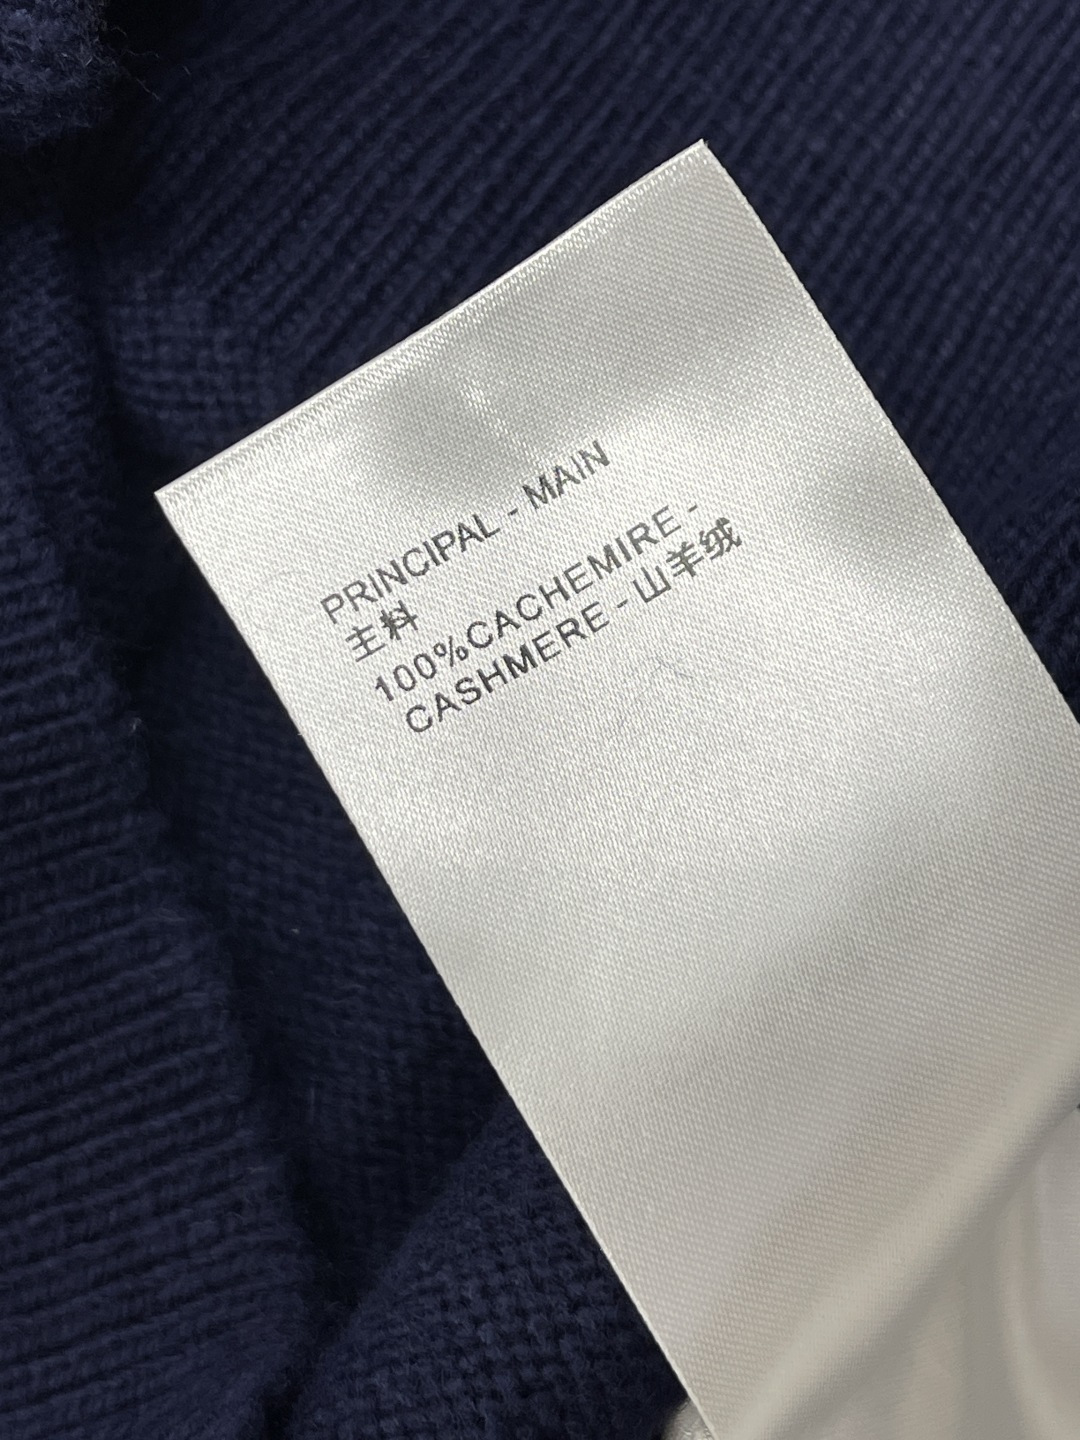 PRINCIPAL - MAIN
主料
100%CACHEMIRE -
CASHMERE - 山羊绒